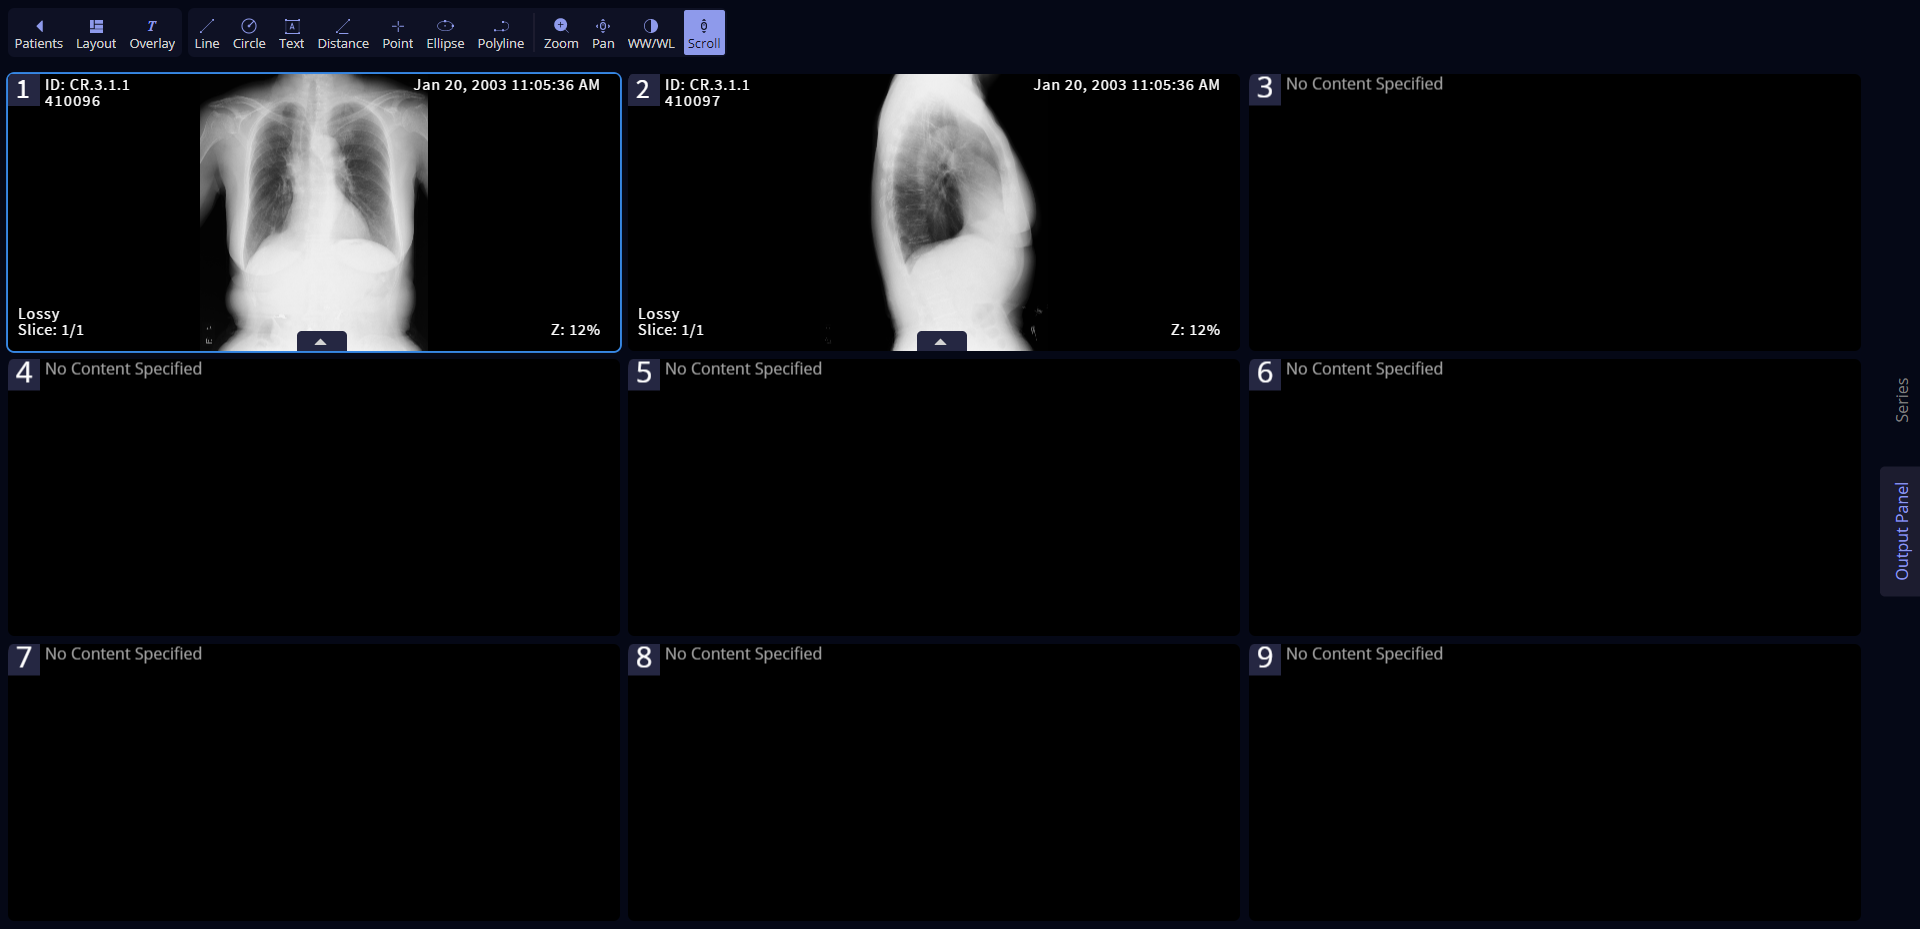 Patients Layout Overlay Line Circle Text Distance Point Ellipse Polyline Zoom Pan WW/WL Scroll
1 ID: CR.3.1.1 Jan 20, 2003 11:05:36 AM
410096
Lossy
Slice: 1/1 Z: 12%
2 ID: CR.3.1.1 Jan 20, 2003 11:05:36 AM
410097
Lossy
Slice: 1/1 Z: 12%
3 No Content Specified
4 No Content Specified
5 No Content Specified
6 No Content Specified
7 No Content Specified
8 No Content Specified
9 No Content Specified
Series
Output Panel